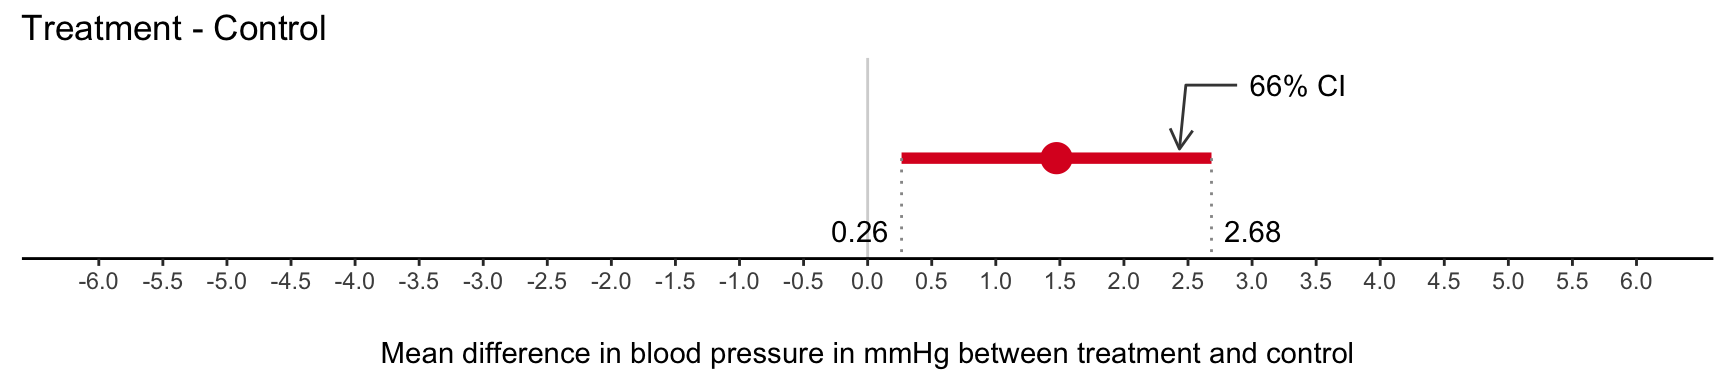 Treatment - Control
66% CI
0.26 2.68
-6.0 -5.5 -5.0 -4.5 -4.0 -3.5 -3.0 -2.5 -2.0 -1.5 -1.0 -0.5 0.0 0.5 1.0 1.5 2.0 2.5 3.0 3.5 4.0 4.5 5.0 5.5 6.0
Mean difference in blood pressure in mmHg between treatment and control